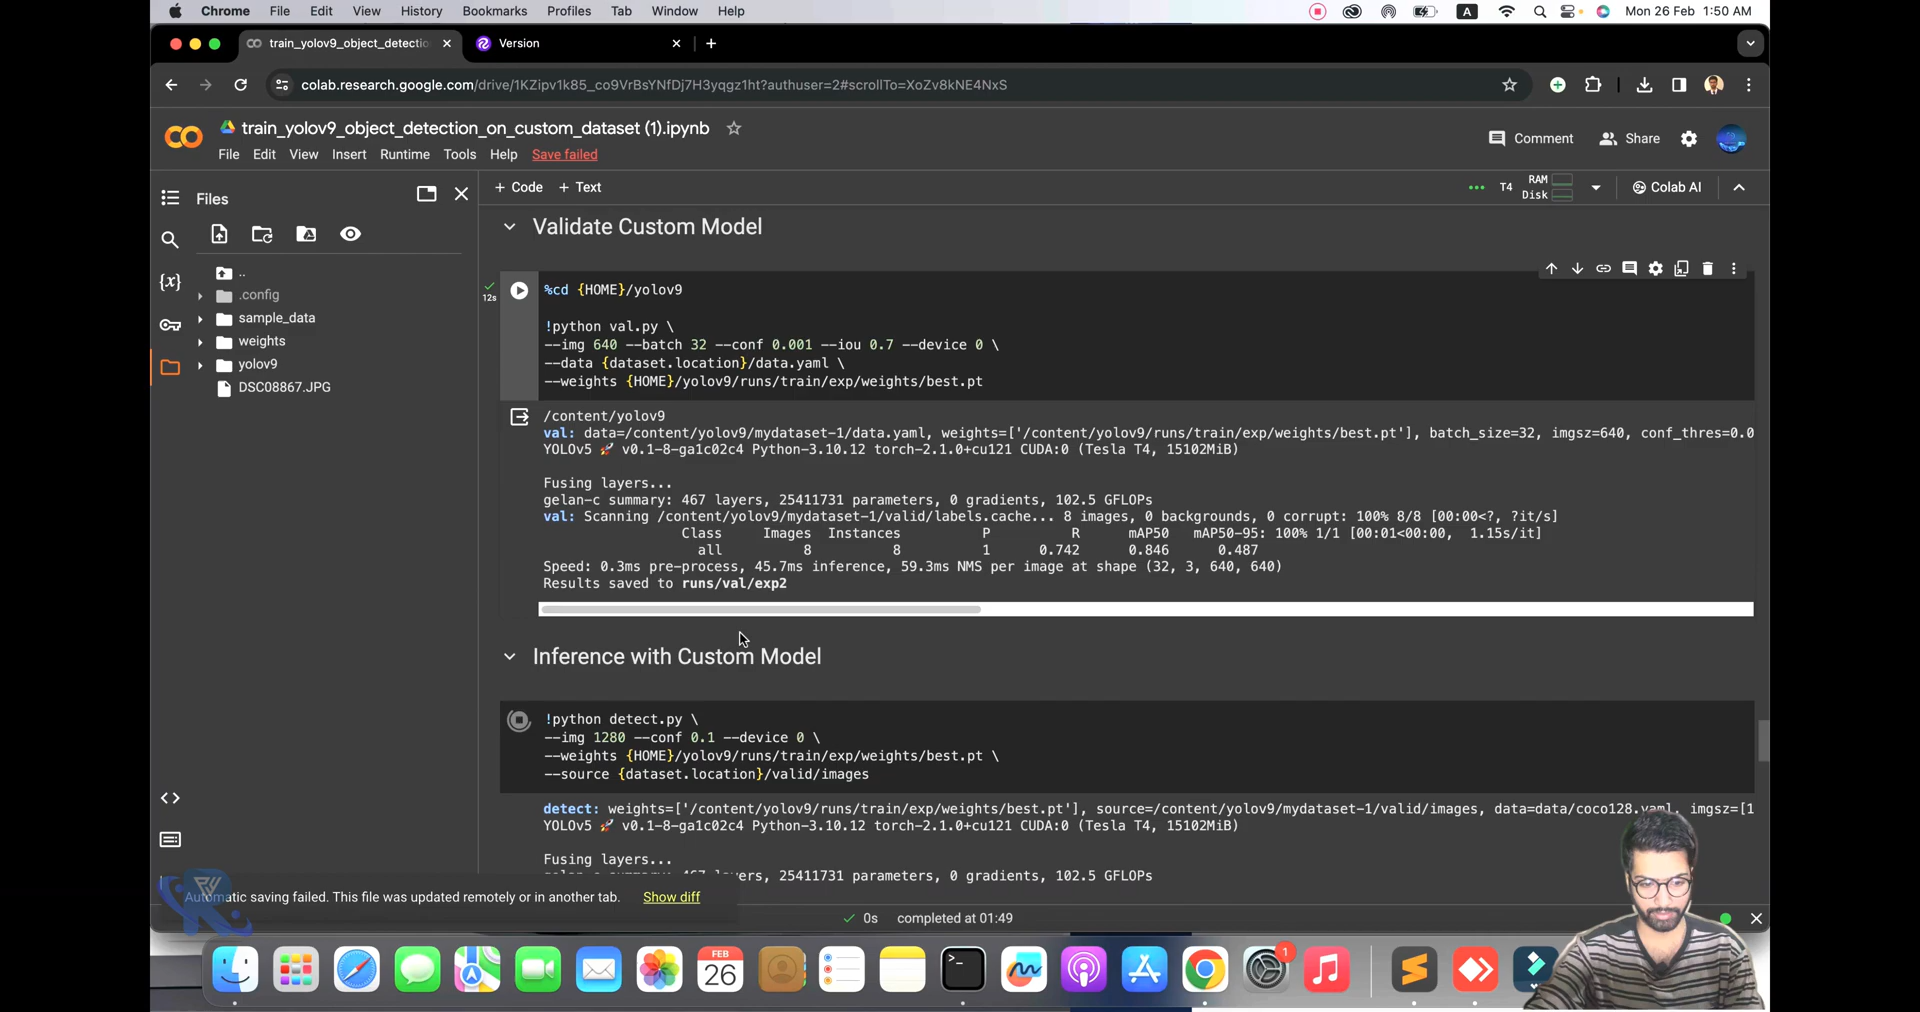 Chrome File Edit View History Bookmarks Profiles Tab Window Help
A
Mon 26 Feb 1:50 AM
train_yolov9_object_detectio
Version
colab.research.google.com/drive/1KZipv1k85_co9VrBsYNfDj7H3yqgz1ht?authuser=2#scrollTo=XoZv8kNE4NxS
train_yolov9_object_detection_on_custom_dataset (1).ipynb
Comment Share
File Edit View Insert Runtime Tools Help Save failed
Files
+ Code + Text
T4 RAM
Disk
Colab AI
Validate Custom Model
{x}
..
.config
sample_data
weights
yolov9
DSC08867.JPG
12s
%cd {HOME}/yolov9
!python val.py \
--img 640 --batch 32 --conf 0.001 --iou 0.7 --device 0 \
--data {dataset.location}/data.yaml \
--weights {HOME}/yolov9/runs/train/exp/weights/best.pt
/content/yolov9
val: data=/content/yolov9/mydataset-1/data.yaml, weights=['/content/yolov9/runs/train/exp/weights/best.pt'], batch_size=32, imgsz=640, conf_thres=0.0
YOLOv5 🚀 v0.1-8-ga1c02c4 Python-3.10.12 torch-2.1.0+cu121 CUDA:0 (Tesla T4, 15102MiB)
Fusing layers...
gelan-c summary: 467 layers, 25411731 parameters, 0 gradients, 102.5 GFLOPs
val: Scanning /content/yolov9/mydataset-1/valid/labels.cache... 8 images, 0 backgrounds, 0 corrupt: 100% 8/8 [00:00<?, ?it/s]
Class Images Instances P R mAP50 mAP50-95: 100% 1/1 [00:01<00:00, 1.15s/it]
all 8 8 1 0.742 0.846 0.487
Speed: 0.3ms pre-process, 45.7ms inference, 59.3ms NMS per image at shape (32, 3, 640, 640)
Results saved to runs/val/exp2
Inference with Custom Model
!python detect.py \
--img 1280 --conf 0.1 --device 0 \
--weights {HOME}/yolov9/runs/train/exp/weights/best.pt \
--source {dataset.location}/valid/images
detect: weights=['/content/yolov9/runs/train/exp/weights/best.pt'], source=/content/yolov9/mydataset-1/valid/images, data=data/coco128.yaml, imgsz=[1
YOLOv5 🚀 v0.1-8-ga1c02c4 Python-3.10.12 torch-2.1.0+cu121 CUDA:0 (Tesla T4, 15102MiB)
Fusing layers...
layers, 25411731 parameters, 0 gradients, 102.5 GFLOPs
Automatic saving failed. This file was updated remotely or in another tab. Show diff
0s completed at 01:49
FEB
26
1